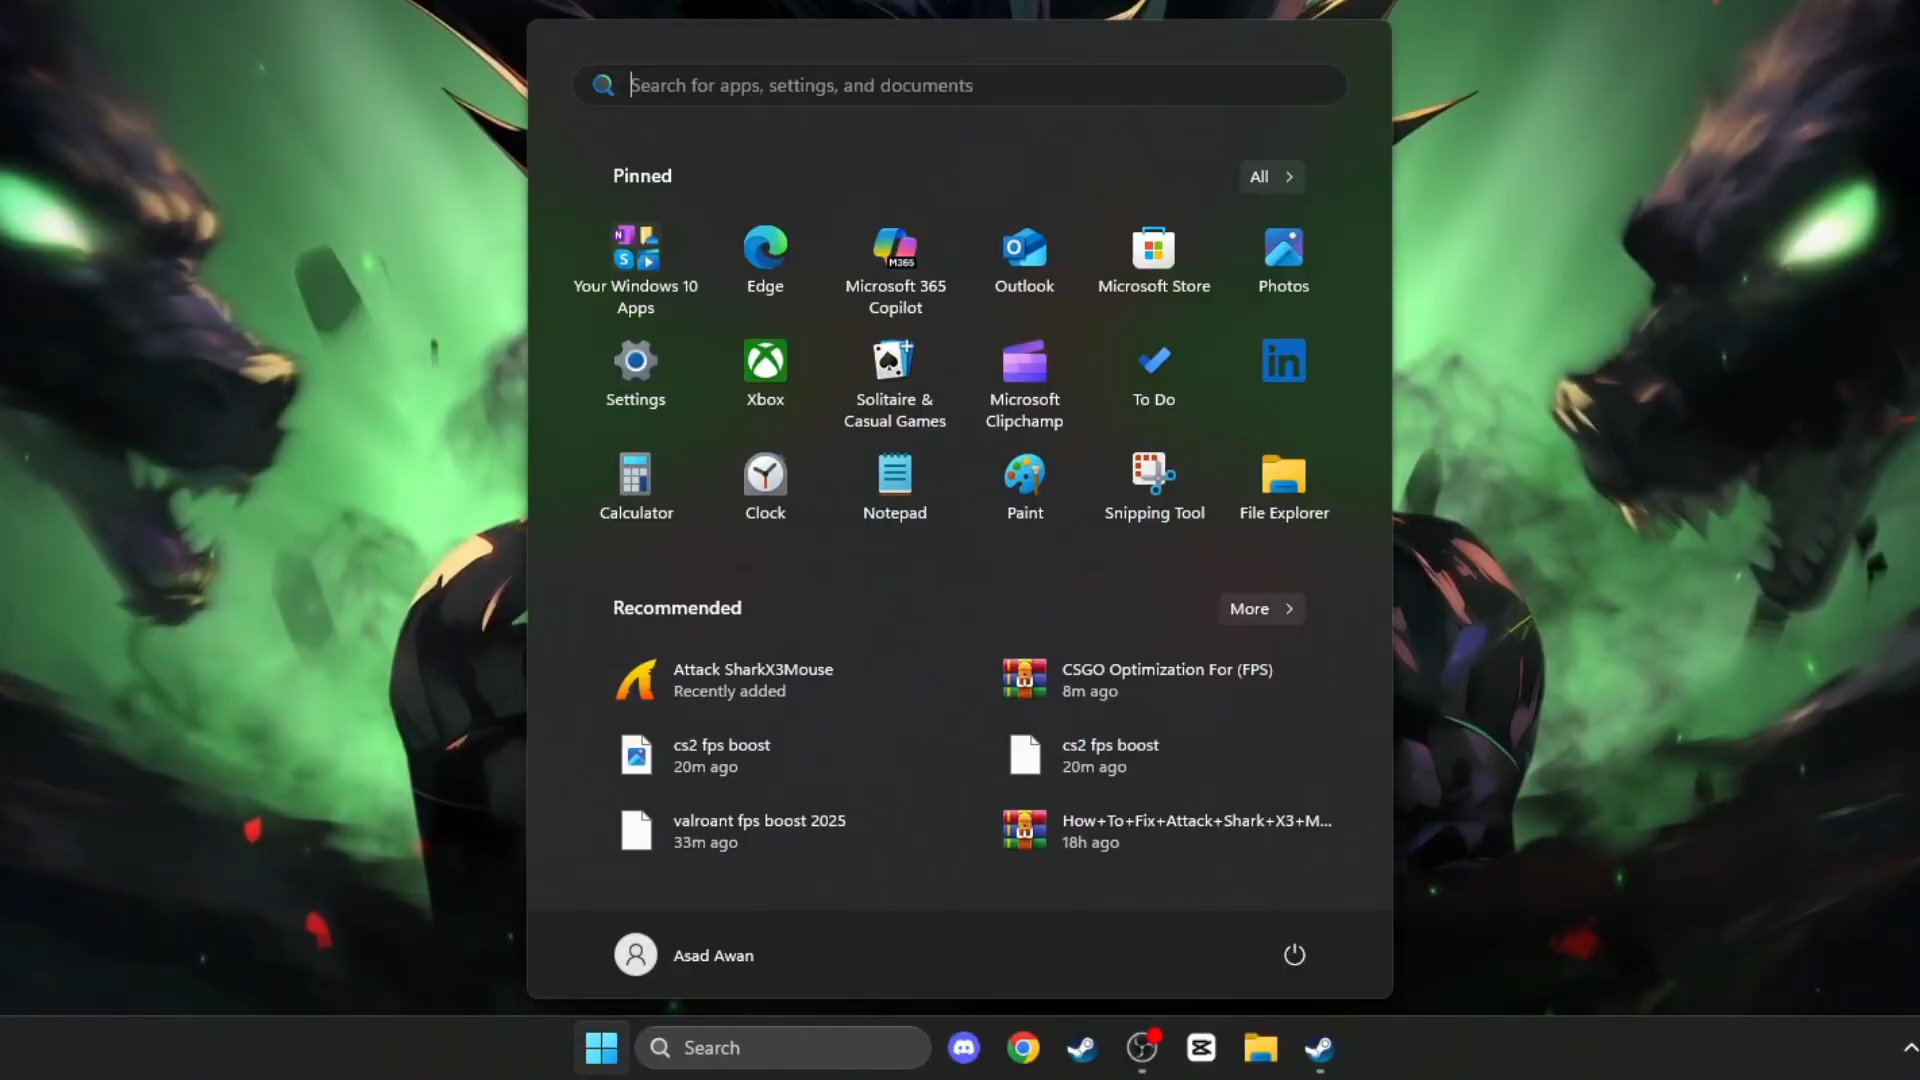 Search for apps, settings, and documents
Pinned
All
Your Windows 10
Apps
Edge
M365
Microsoft 365
Copilot
Outlook
Microsoft Store
Photos
Settings
Xbox
Solitaire &
Casual Games
Microsoft
Clipchamp
To Do
in
Calculator
Clock
Notepad
Paint
Snipping Tool
File Explorer
Recommended
More
Attack SharkX3Mouse
Recently added
CSGO Optimization For (FPS)
8m ago
cs2 fps boost
20m ago
cs2 fps boost
20m ago
valroant fps boost 2025
33m ago
How+To+Fix+Attack+Shark+X3+M...
18h ago
Asad Awan
Search